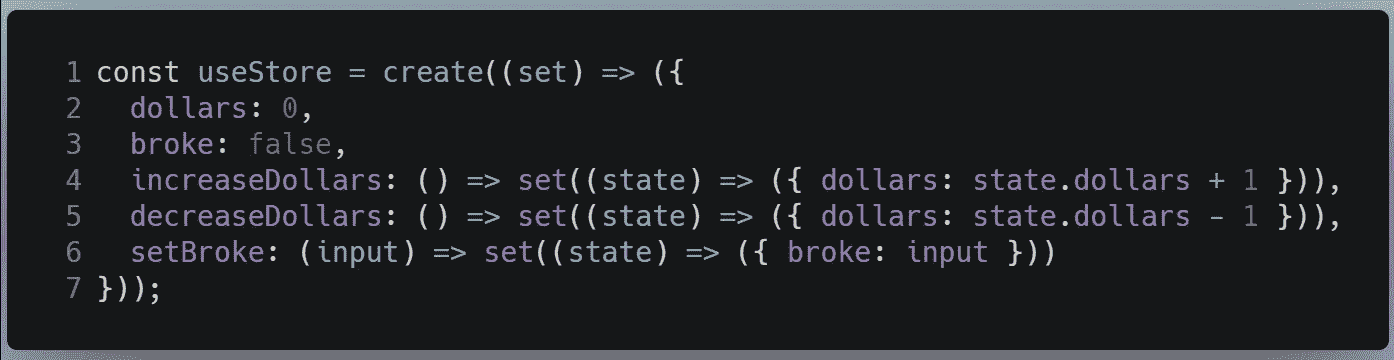 1 const useStore = create((set) => ({
2   dollars: 0,
3   broke: false,
4   increaseDollars: () => set((state) => ({ dollars: state.dollars + 1 })),
5   decreaseDollars: () => set((state) => ({ dollars: state.dollars - 1 })),
6   setBroke: (input) => set((state) => ({ broke: input }))
7 }));